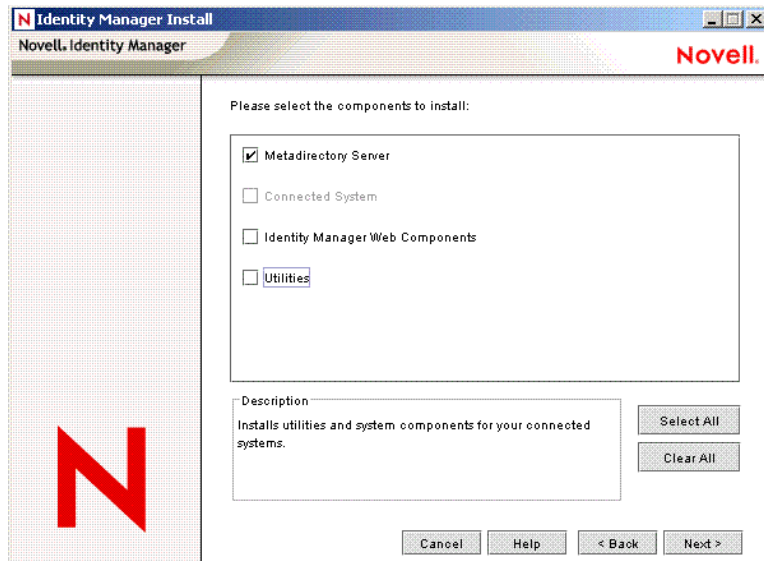 N Identity Manager Install
Novell. Identity Manager
Novell.
Please select the components to install:
Metadirectory Server
Connected System
Identity Manager Web Components
Utilities
Description
Installs utilities and system components for your connected
systems.
Select All
Clear All
N
Cancel
Help
< Back
Next >